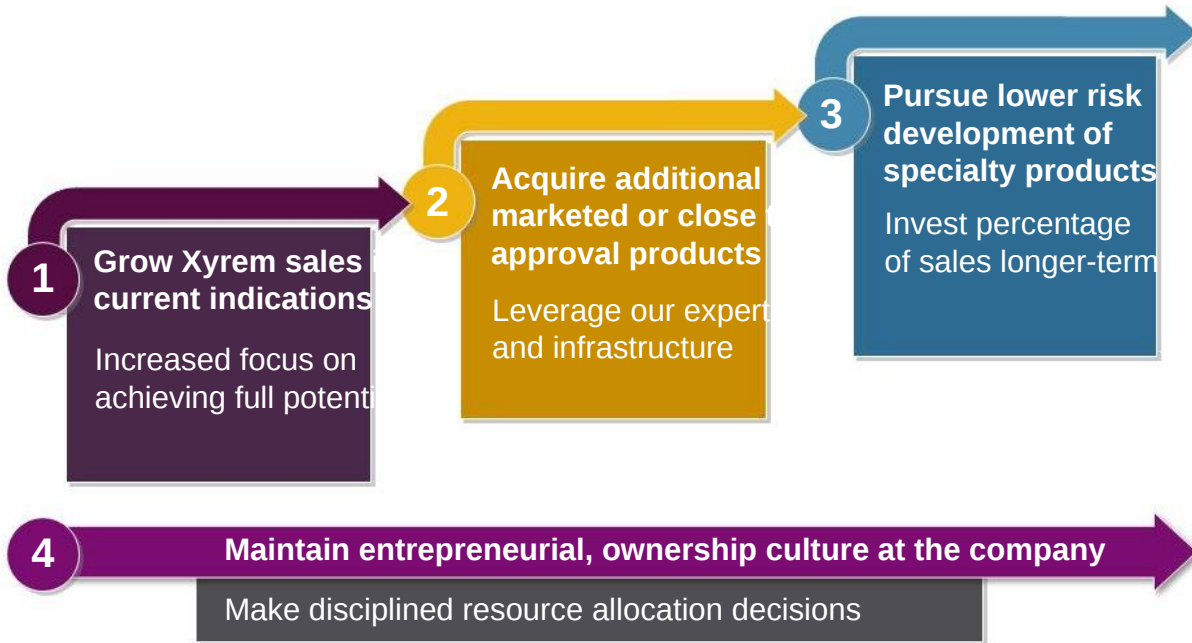 1
Grow Xyrem sales
current indications
Increased focus on
achieving full potenti
2
Acquire additional
marketed or close t
approval products
Leverage our expert
and infrastructure
3
Pursue lower risk
development of
specialty products
Invest percentage
of sales longer-term
4
Maintain entrepreneurial, ownership culture at the company
Make disciplined resource allocation decisions